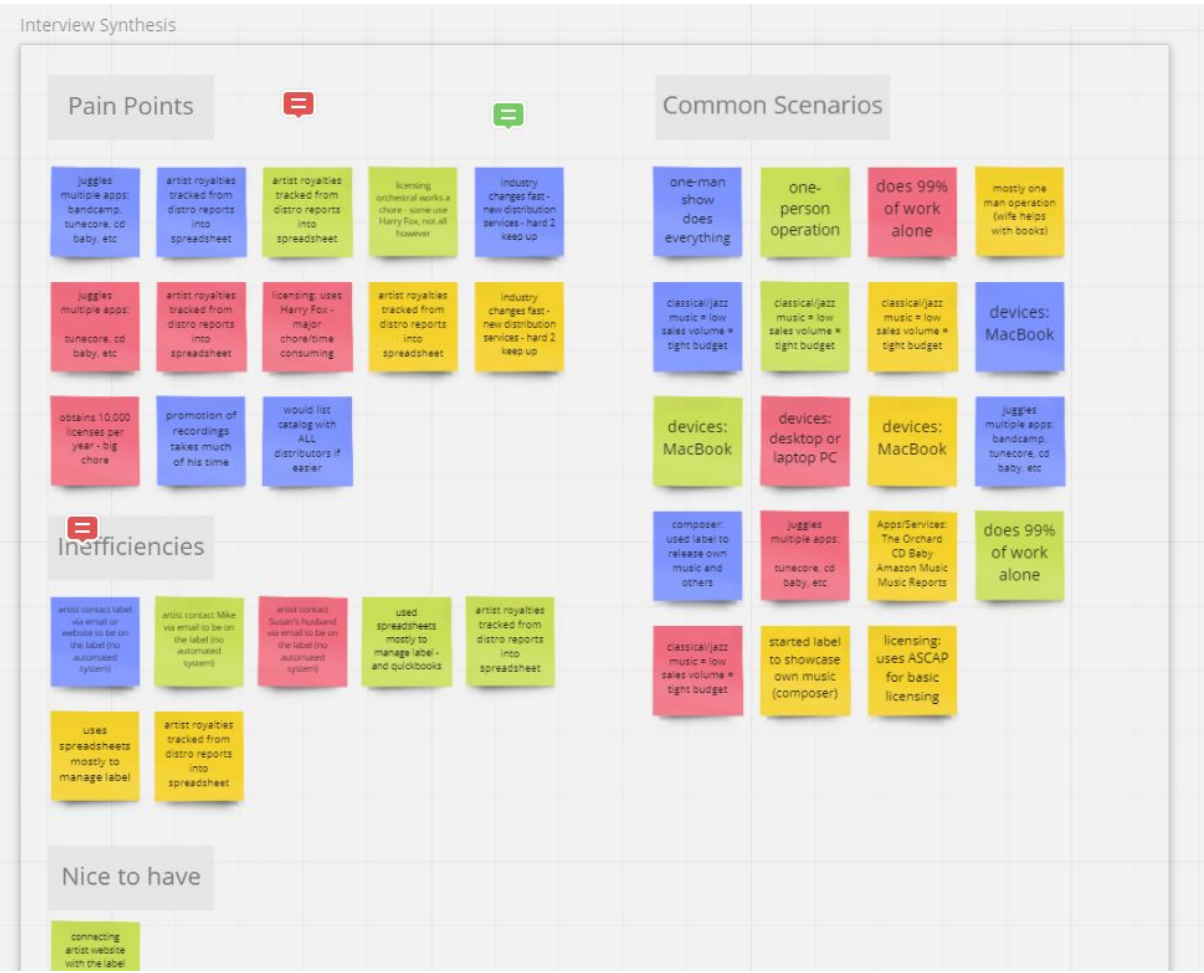 Interview Synthesis
Pain Points
juggles
multiple apps:
bandcamp,
tunecore, cd
baby, etc
artist royalties
tracked from
distro reports
into
spreadsheet
artist royalties
tracked from
distro reports
into
spreadsheet
licensing
orchestral works a
chore - some use
Harry Fox, not all
however
industry
changes fast -
new distribution
services - hard 2
keep up
juggles
multiple apps:
tunecore, cd
baby, etc
artist royalties
tracked from
distro reports
into
spreadsheet
licensing: uses
Harry Fox -
major
chore/time
consuming
artist royalties
tracked from
distro reports
into
spreadsheet
industry
changes fast -
new distribution
services - hard 2
keep up
obtains 10,000
licenses per
year - big
chore
promotion of
recordings
takes much
of his time
would list
catalog with
ALL
distributors if
easier
Inefficiencies
artist contact label
via email or
website to be on
the label (no
automated
system)
artist contact Mike
via email to be on
the label (no
automated
system)
artist contact
Susan's husband
via email to be on
the label (no
automated
system)
used
spreadsheets
mostly to
manage label -
and quickbooks
artist royalties
tracked from
distro reports
into
spreadsheet
uses
spreadsheets
mostly to
manage label
artist royalties
tracked from
distro reports
into
spreadsheet
Nice to have
connecting
artist website
with the label
Common Scenarios
one-man
show
does
everything
one-
person
operation
does 99%
of work
alone
mostly one
man operation
(wife helps
with books)
classical/jazz
music = low
sales volume =
tight budget
classical/jazz
music = low
sales volume =
tight budget
classical/jazz
music = low
sales volume =
tight budget
devices:
MacBook
devices:
MacBook
devices:
desktop or
laptop PC
devices:
MacBook
juggles
multiple apps:
bandcamp,
tunecore, cd
baby, etc
composer:
used label to
release own
music and
others
juggles
multiple apps:
tunecore, cd
baby, etc
Apps/Services:
The Orchard
CD Baby
Amazon Music
Music Reports
does 99%
of work
alone
classical/jazz
music = low
sales volume =
tight budget
started label
to showcase
own music
(composer)
licensing:
uses ASCAP
for basic
licensing